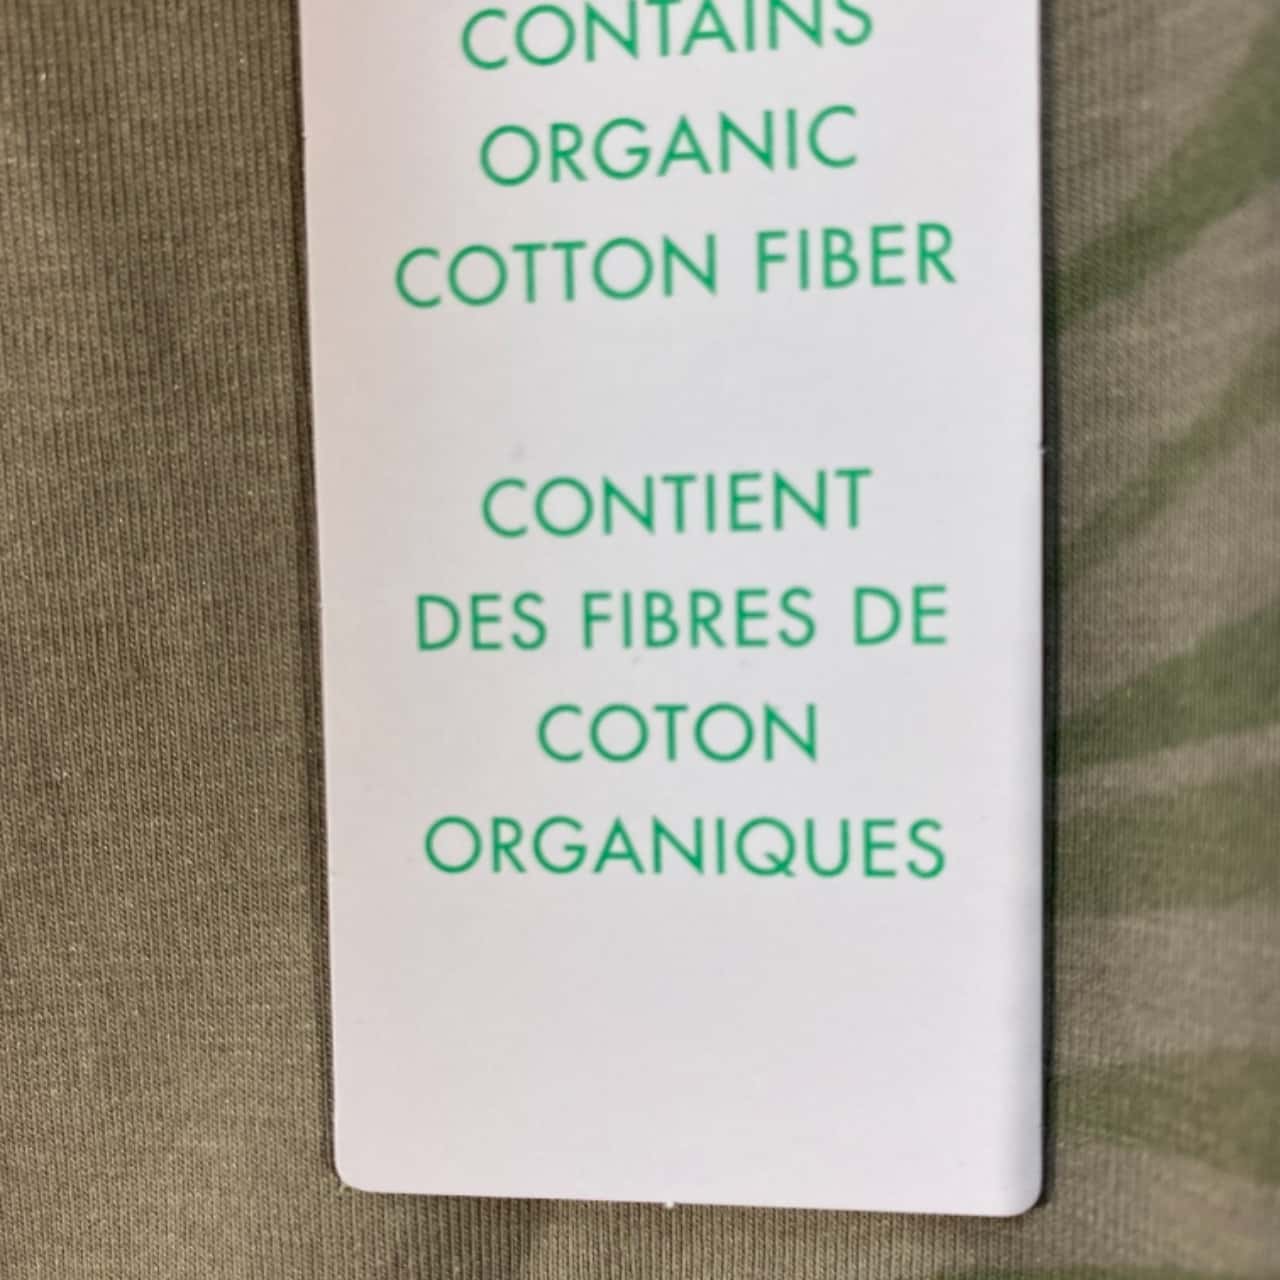 CONTAINS
ORGANIC
COTTON FIBER
CONTIENT
DES FIBRES DE
COTON
ORGANIQUES